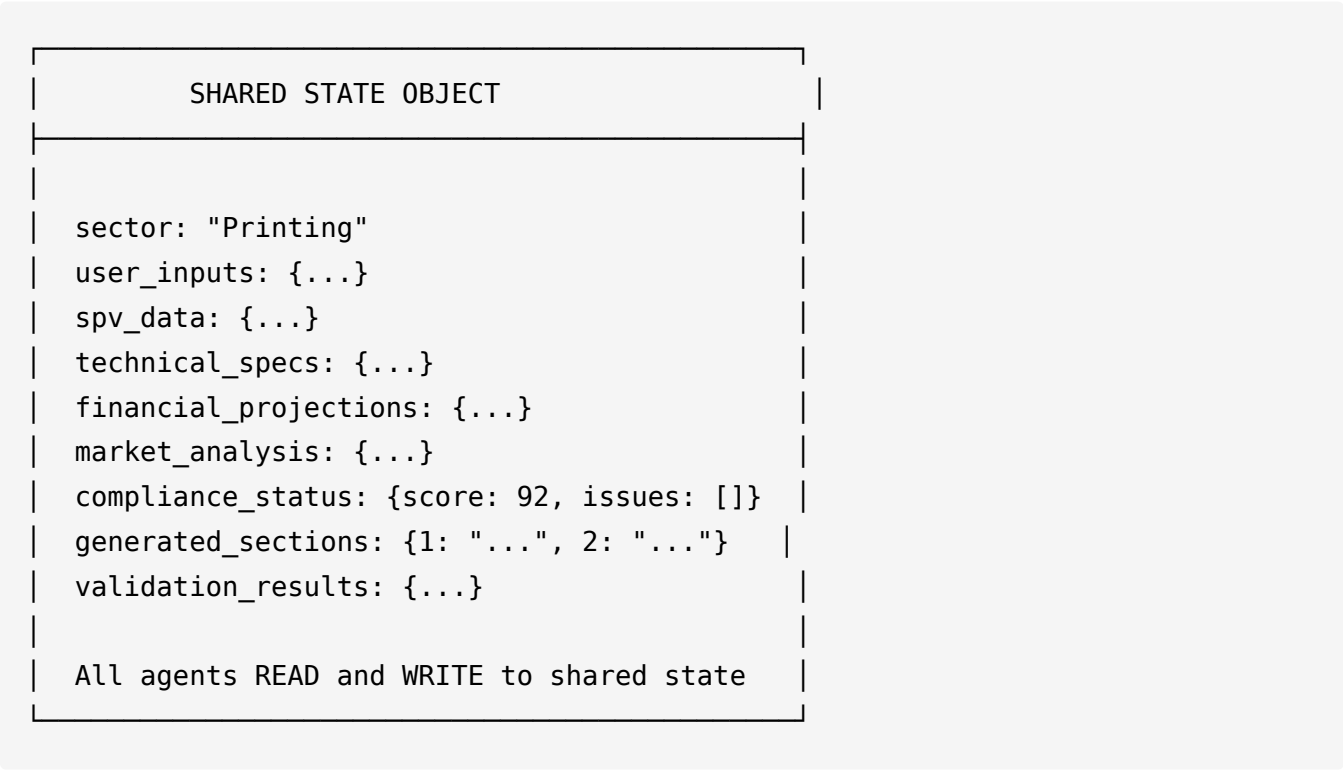 SHARED STATE OBJECT
sector: "Printing"
user_inputs: {...}
spv_data: {...}
technical_specs: {...}
financial_projections: {...}
market_analysis: {...}
compliance_status: {score: 92, issues: []}
generated_sections: {1: "...", 2: "..."}
validation_results: {...}
All agents READ and WRITE to shared state